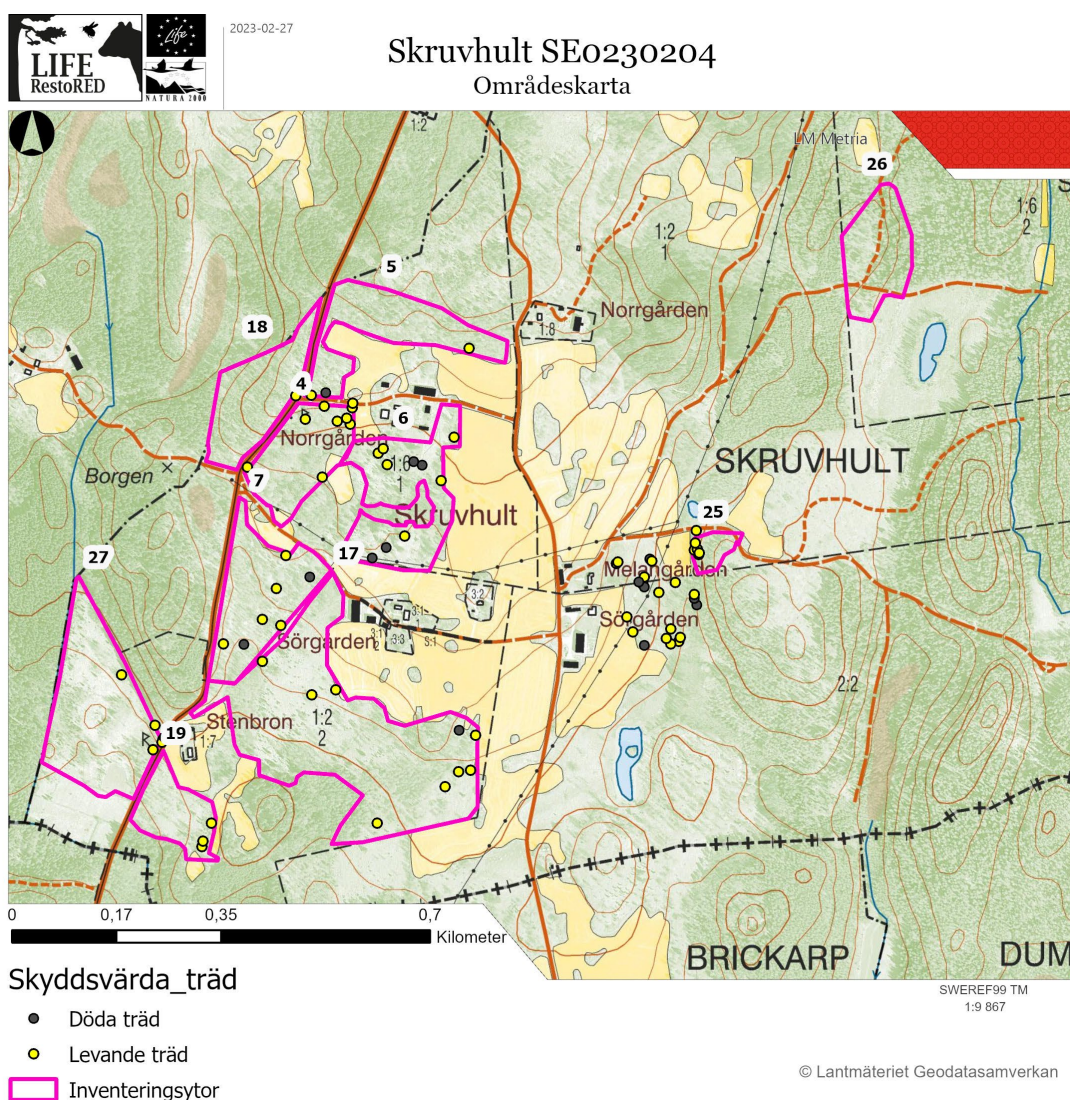 LIFE
RestoRED
Life
NATURA 2000
2023-02-27
Skruvhult SE0230204
Områdeskarta
1:2
LM/Metria
26
1:6
2
1:2
1
5
Norrgården
1:8
18
4
6
Norrgården
SKRUVHULT
Borgen
7
1:6
1
Skruvhult
25
17
Melangården
27
3:2
3:1
Sörgården
3:1
2
3:3
S:1
Sörgården
2:2
1:2
2
Stenbron
19
1:7
0
0,17
0,35
0,7
Kilometer
BRICKARP
DUM
SWEREF99 TM
1:9 867
Skyddsvärda_träd
Döda träd
Levande träd
Inventeringsytor
© Lantmäteriet Geodatasamverkan